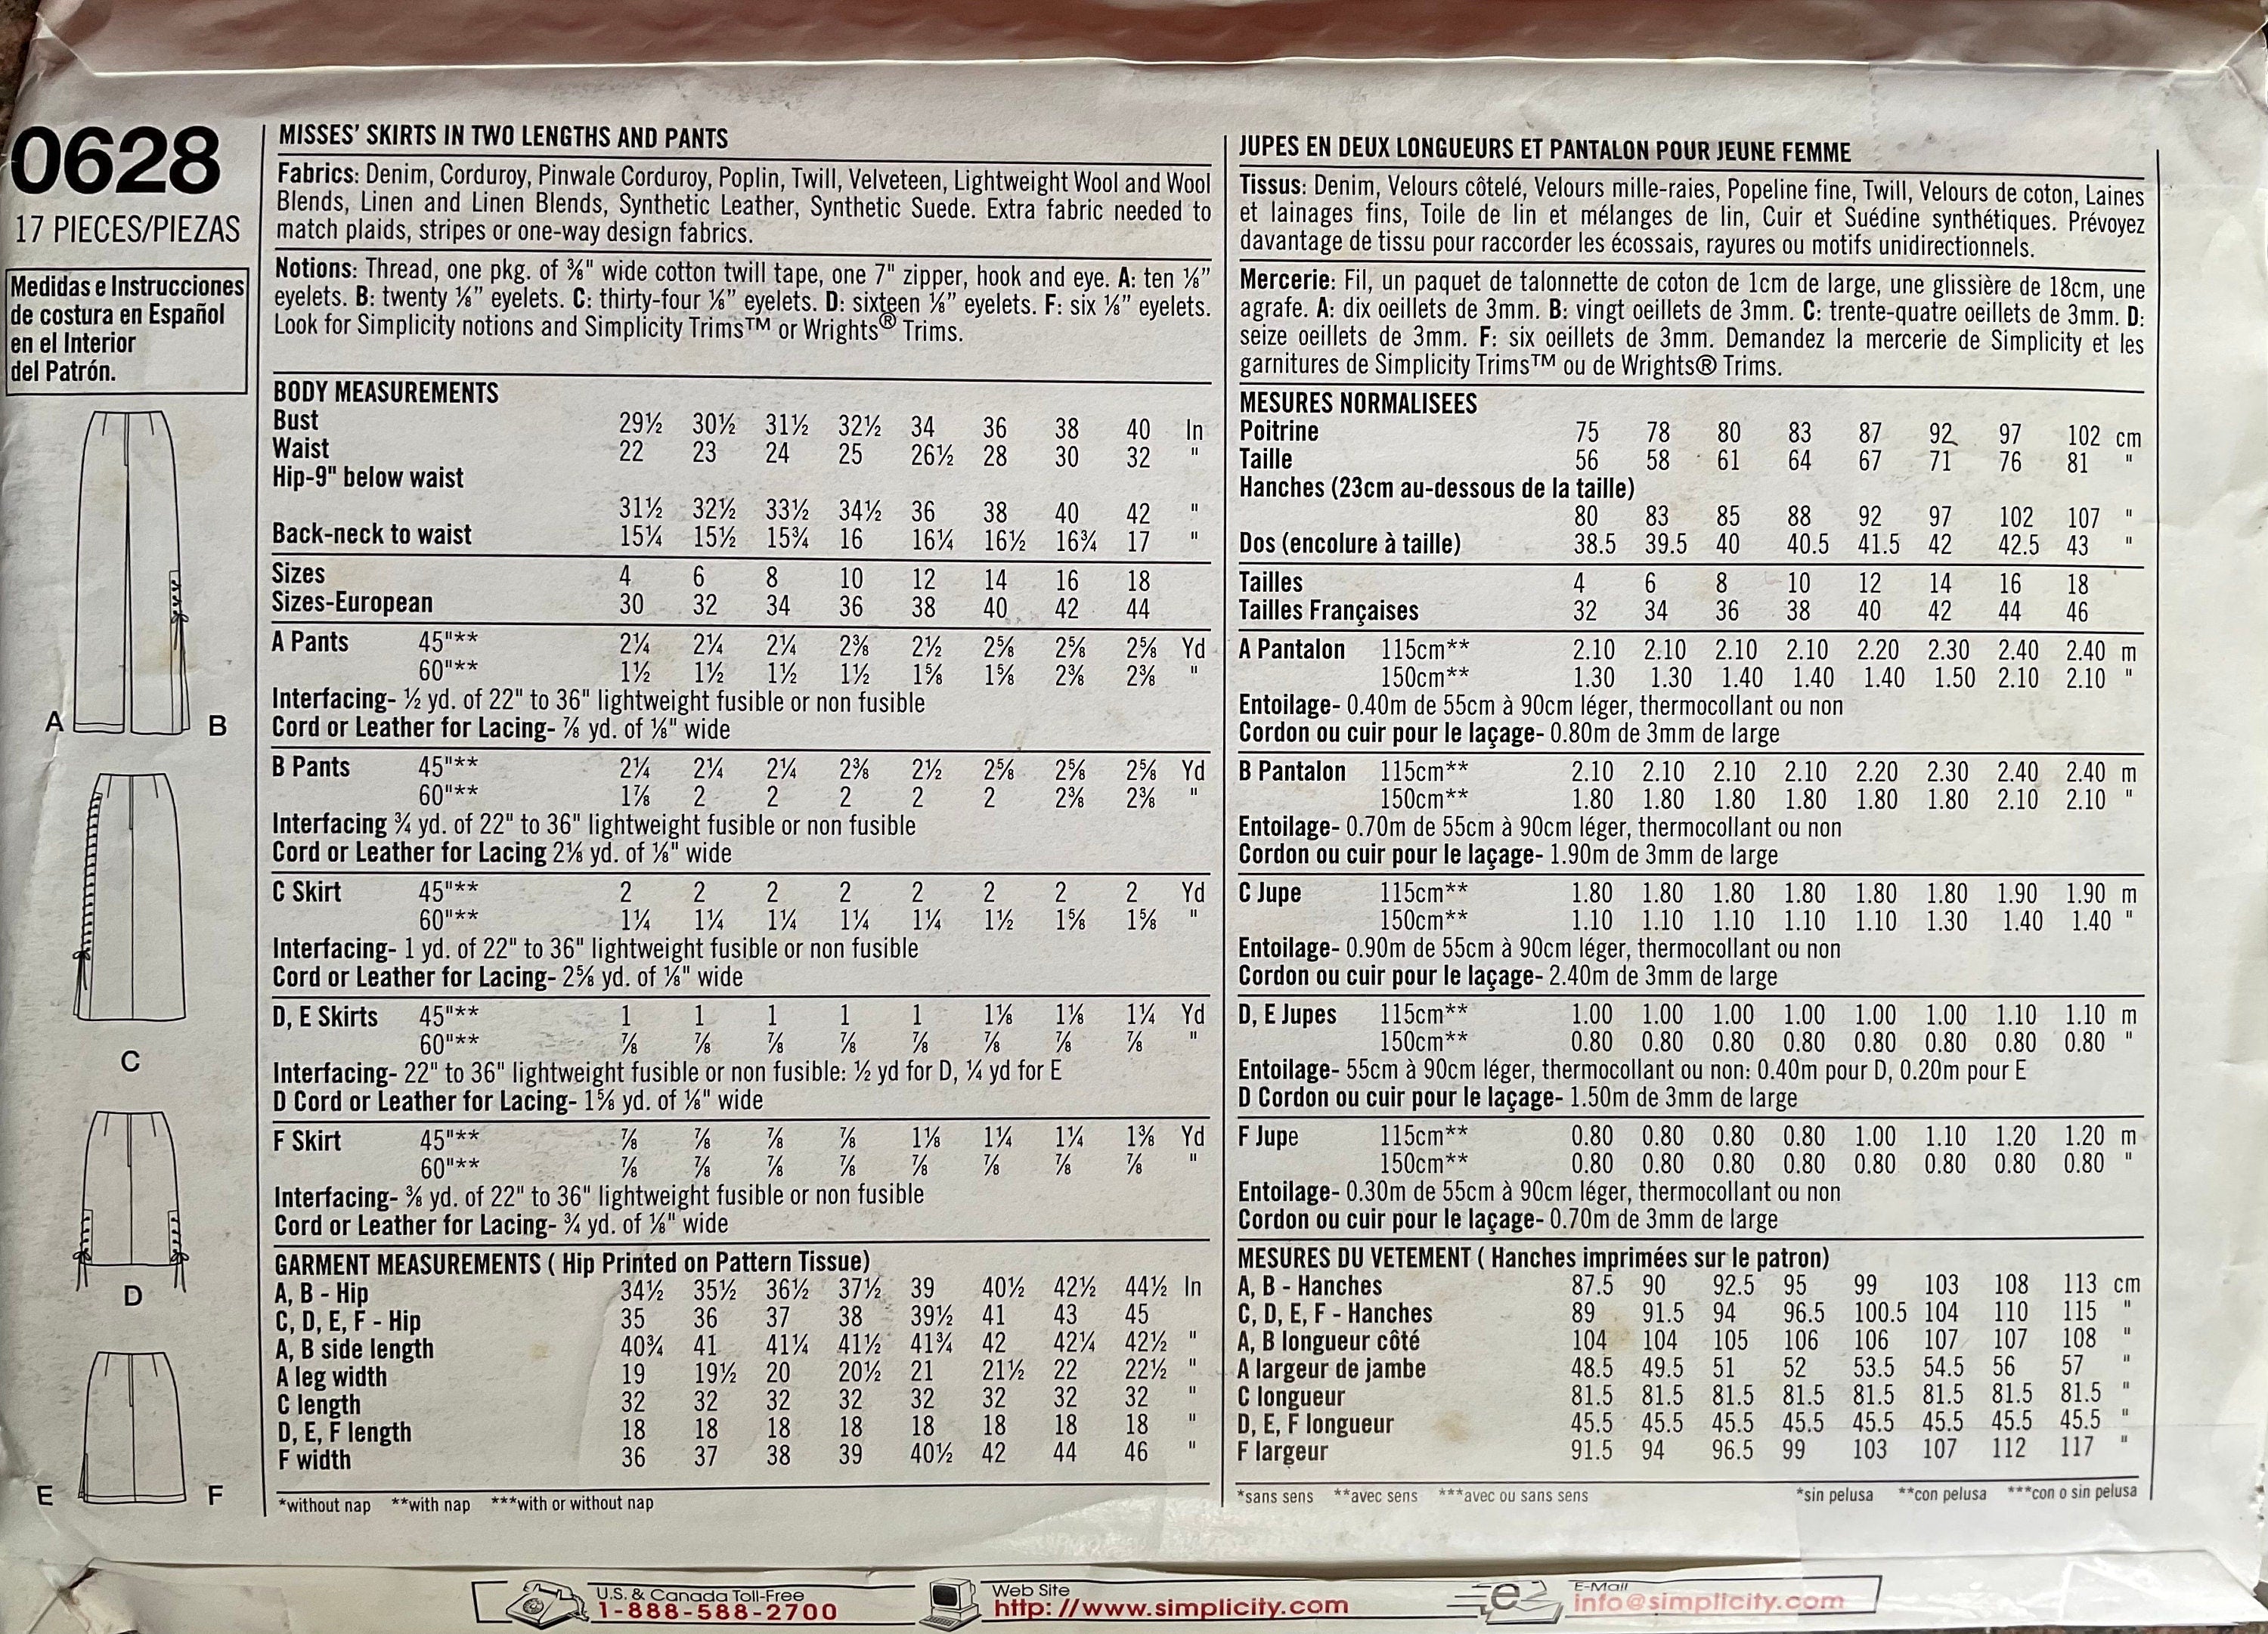 0628
17 PIECES/PIEZAS
Medidas e Instrucciones
de costura en Español
en el Interior
del Patrón.
A
B
C
D
E
F
MISSES' SKIRTS IN TWO LENGTHS AND PANTS
Fabrics: Denim, Corduroy, Pinwale Corduroy, Poplin, Twill, Velveteen, Lightweight Wool and Wool
Blends, Linen and Linen Blends, Synthetic Leather, Synthetic Suede. Extra fabric needed to
match plaids, stripes or one-way design fabrics.
Notions: Thread, one pkg. of ⅜" wide cotton twill tape, one 7" zipper, hook and eye. A: ten ⅛"
eyelets. B: twenty ⅛" eyelets. C: thirty-four ⅛" eyelets. D: sixteen ⅛" eyelets. F: six ⅛" eyelets.
Look for Simplicity notions and Simplicity Trims™ or Wrights® Trims.
BODY MEASUREMENTS
Bust 29½ 30½ 31½ 32½ 34 36 38 40 In
Waist 22 23 24 25 26½ 28 30 32 "
Hip-9" below waist
31½ 32½ 33½ 34½ 36 38 40 42 "
Back-neck to waist 15¼ 15½ 15¾ 16 16¼ 16½ 16¾ 17 "
Sizes 4 6 8 10 12 14 16 18
Sizes-European 30 32 34 36 38 40 42 44
A Pants 45"** 2¼ 2¼ 2¼ 2⅜ 2½ 2⅝ 2⅝ 2⅝ Yd
60"** 1½ 1½ 1½ 1½ 1⅝ 1⅝ 2⅜ 2⅜ "
Interfacing- ½ yd. of 22" to 36" lightweight fusible or non fusible
Cord or Leather for Lacing- ⅞ yd. of ⅛" wide
B Pants 45"** 2¼ 2¼ 2¼ 2⅜ 2½ 2⅝ 2⅝ 2⅝ Yd
60"** 1⅞ 2 2 2 2 2 2⅜ 2⅜ "
Interfacing ¾ yd. of 22" to 36" lightweight fusible or non fusible
Cord or Leather for Lacing 2⅛ yd. of ⅛" wide
C Skirt 45"** 2 2 2 2 2 2 2 2 Yd
60"** 1¼ 1¼ 1¼ 1¼ 1¼ 1½ 1⅝ 1⅝ "
Interfacing- 1 yd. of 22" to 36" lightweight fusible or non fusible
Cord or Leather for Lacing- 2⅝ yd. of ⅛" wide
D, E Skirts 45"** 1 1 1 1 1 1⅛ 1⅛ 1¼ Yd
60"** ⅞ ⅞ ⅞ ⅞ ⅞ ⅞ ⅞ ⅞ "
Interfacing- 22" to 36" lightweight fusible or non fusible: ½ yd for D, ¼ yd for E
D Cord or Leather for Lacing- 1⅝ yd. of ⅛" wide
F Skirt 45"** ⅞ ⅞ ⅞ ⅞ 1⅛ 1¼ 1¼ 1⅜ Yd
60"** ⅞ ⅞ ⅞ ⅞ ⅞ ⅞ ⅞ ⅞ "
Interfacing- ⅜ yd. of 22" to 36" lightweight fusible or non fusible
Cord or Leather for Lacing- ¾ yd. of ⅛" wide
GARMENT MEASUREMENTS ( Hip Printed on Pattern Tissue)
A, B - Hip 34½ 35½ 36½ 37½ 39 40½ 42½ 44½ In
C, D, E, F - Hip 35 36 37 38 39½ 41 43 45
A, B side length 40¾ 41 41¼ 41½ 41¾ 42 42¼ 42½ "
A leg width 19 19½ 20 20½ 21 21½ 22 22½ "
C length 32 32 32 32 32 32 32 32 "
D, E, F length 18 18 18 18 18 18 18 18 "
F width 36 37 38 39 40½ 42 44 46 "
*without nap **with nap ***with or without nap
JUPES EN DEUX LONGUEURS ET PANTALON POUR JEUNE FEMME
Tissus: Denim, Velours côtelé, Velours mille-raies, Popeline fine, Twill, Velours de coton, Laines
et lainages fins, Toile de lin et mélanges de lin, Cuir et Suédine synthétiques. Prévoyez
davantage de tissu pour raccorder les écossais, rayures ou motifs unidirectionnels.
Mercerie: Fil, un paquet de talonnette de coton de 1cm de large, une glissière de 18cm, une
agrafe. A: dix oeillets de 3mm. B: vingt oeillets de 3mm. C: trente-quatre oeillets de 3mm. D:
seize oeillets de 3mm. F: six oeillets de 3mm. Demandez la mercerie de Simplicity et les
garnitures de Simplicity Trims™ ou de Wrights® Trims.
MESURES NORMALISEES
Poitrine 75 78 80 83 87 92 97 102 cm
Taille 56 58 61 64 67 71 76 81 "
Hanches (23cm au-dessous de la taille)
80 83 85 88 92 97 102 107 "
Dos (encolure à taille) 38.5 39.5 40 40.5 41.5 42 42.5 43 "
Tailles 4 6 8 10 12 14 16 18
Tailles Françaises 32 34 36 38 40 42 44 46
A Pantalon 115cm** 2.10 2.10 2.10 2.10 2.20 2.30 2.40 2.40 m
150cm** 1.30 1.30 1.40 1.40 1.40 1.50 2.10 2.10 "
Entoilage- 0.40m de 55cm à 90cm léger, thermocollant ou non
Cordon ou cuir pour le laçage- 0.80m de 3mm de large
B Pantalon 115cm** 2.10 2.10 2.10 2.10 2.20 2.30 2.40 2.40 m
150cm** 1.80 1.80 1.80 1.80 1.80 1.80 2.10 2.10 "
Entoilage- 0.70m de 55cm à 90cm léger, thermocollant ou non
Cordon ou cuir pour le laçage- 1.90m de 3mm de large
C Jupe 115cm** 1.80 1.80 1.80 1.80 1.80 1.80 1.90 1.90 m
150cm** 1.10 1.10 1.10 1.10 1.10 1.30 1.40 1.40 "
Entoilage- 0.90m de 55cm à 90cm léger, thermocollant ou non
Cordon ou cuir pour le laçage- 2.40m de 3mm de large
D, E Jupes 115cm** 1.00 1.00 1.00 1.00 1.00 1.00 1.10 1.10 m
150cm** 0.80 0.80 0.80 0.80 0.80 0.80 0.80 0.80 "
Entoilage- 55cm à 90cm léger, thermocollant ou non: 0.40m pour D, 0.20m pour E
D Cordon ou cuir pour le laçage- 1.50m de 3mm de large
F Jupe 115cm** 0.80 0.80 0.80 0.80 1.00 1.10 1.20 1.20 m
150cm** 0.80 0.80 0.80 0.80 0.80 0.80 0.80 0.80 "
Entoilage- 0.30m de 55cm à 90cm léger, thermocollant ou non
Cordon ou cuir pour le laçage- 0.70m de 3mm de large
MESURES DU VETEMENT ( Hanches imprimées sur le patron)
A, B - Hanches 87.5 90 92.5 95 99 103 108 113 cm
C, D, E, F - Hanches 89 91.5 94 96.5 100.5 104 110 115 "
A, B longueur côté 104 104 105 106 106 107 107 108 "
A largeur de jambe 48.5 49.5 51 52 53.5 54.5 56 57 "
C longueur 81.5 81.5 81.5 81.5 81.5 81.5 81.5 81.5 "
D, E, F longueur 45.5 45.5 45.5 45.5 45.5 45.5 45.5 45.5 "
F largeur 91.5 94 96.5 99 103 107 112 117 "
*sans sens **avec sens ***avec ou sans sens *sin pelusa **con pelusa ***con o sin pelusa
U.S. & Canada Toll-Free
1-888-588-2700
Web Site
http: //www.simplicity.com
e
E-Mail
info@simplicity.com